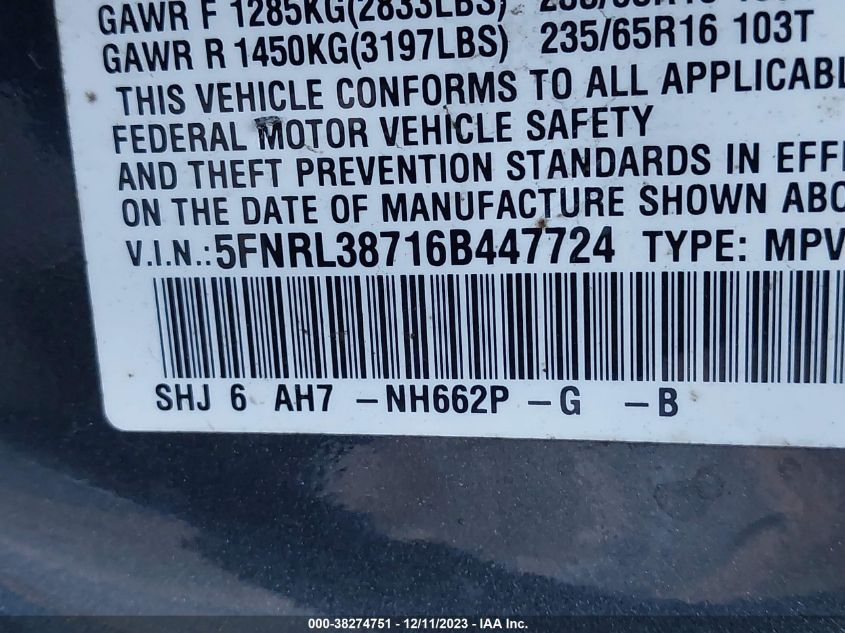 GAWR F 1285KG(2833LBS)
GAWR R 1450KG(3197LBS) 235/65R16 103T
THIS VEHICLE CONFORMS TO ALL APPLICABL
FEDERAL MOTOR VEHICLE SAFETY
AND THEFT PREVENTION STANDARDS IN EFF
ON THE DATE OF MANUFACTURE SHOWN ABO
V.I.N.:5FNRL38716B447724 TYPE: MPV
SHJ 6 AH7 -NH662P -G -B
000-38274751 - 12/11/2023 - IAA Inc.